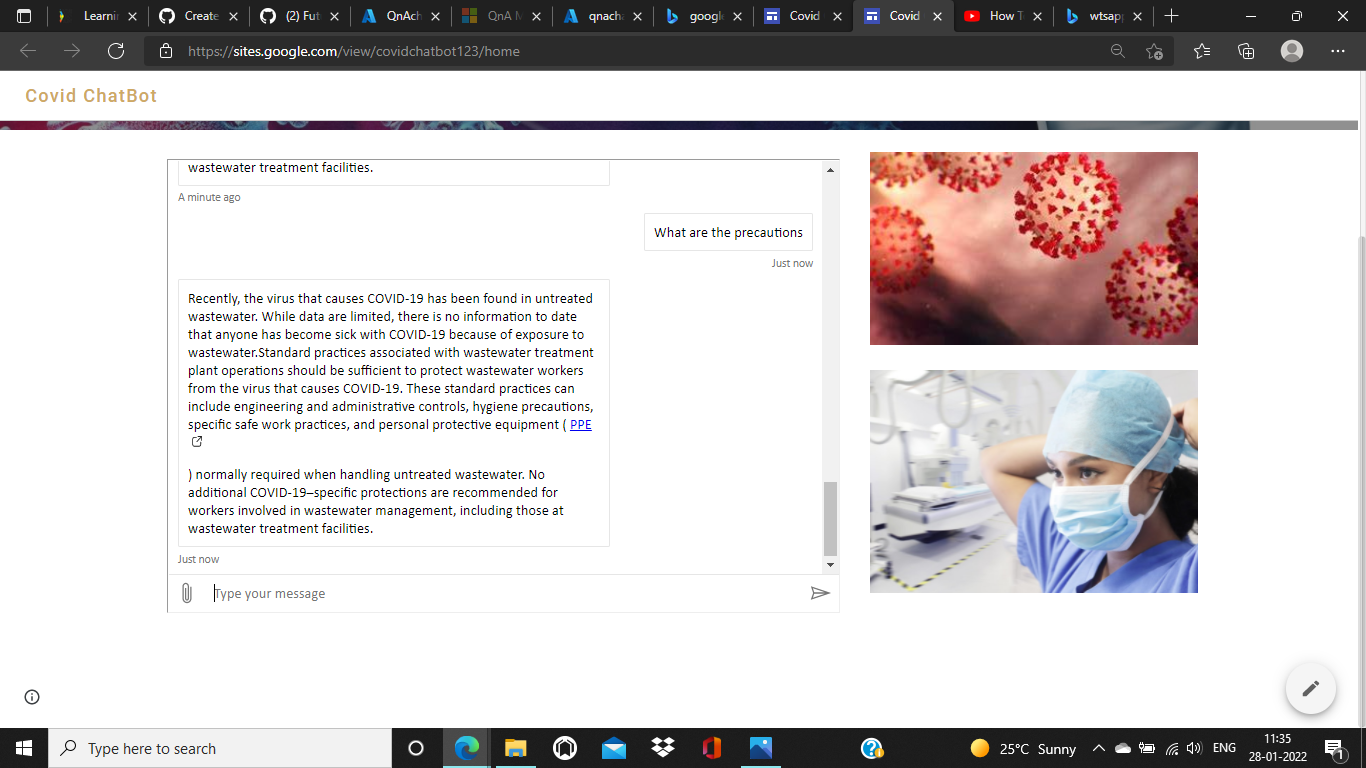 Learnin
Create
(2) Fut
QnAch
QnA M
qnacha
google
Covid
Covid
How T
wtsapp
https://sites.google.com/view/covidchatbot123/home
Covid ChatBot
wastewater treatment facilities.
A minute ago
What are the precautions
Just now
Recently, the virus that causes COVID-19 has been found in untreated
wastewater. While data are limited, there is no information to date
that anyone has become sick with COVID-19 because of exposure to
wastewater.Standard practices associated with wastewater treatment
plant operations should be sufficient to protect wastewater workers
from the virus that causes COVID-19. These standard practices can
include engineering and administrative controls, hygiene precautions,
specific safe work practices, and personal protective equipment ( PPE
) normally required when handling untreated wastewater. No
additional COVID-19–specific protections are recommended for
workers involved in wastewater management, including those at
wastewater treatment facilities.
Just now
Type your message
Type here to search
25°C Sunny
ENG
11:35
28-01-2022
1